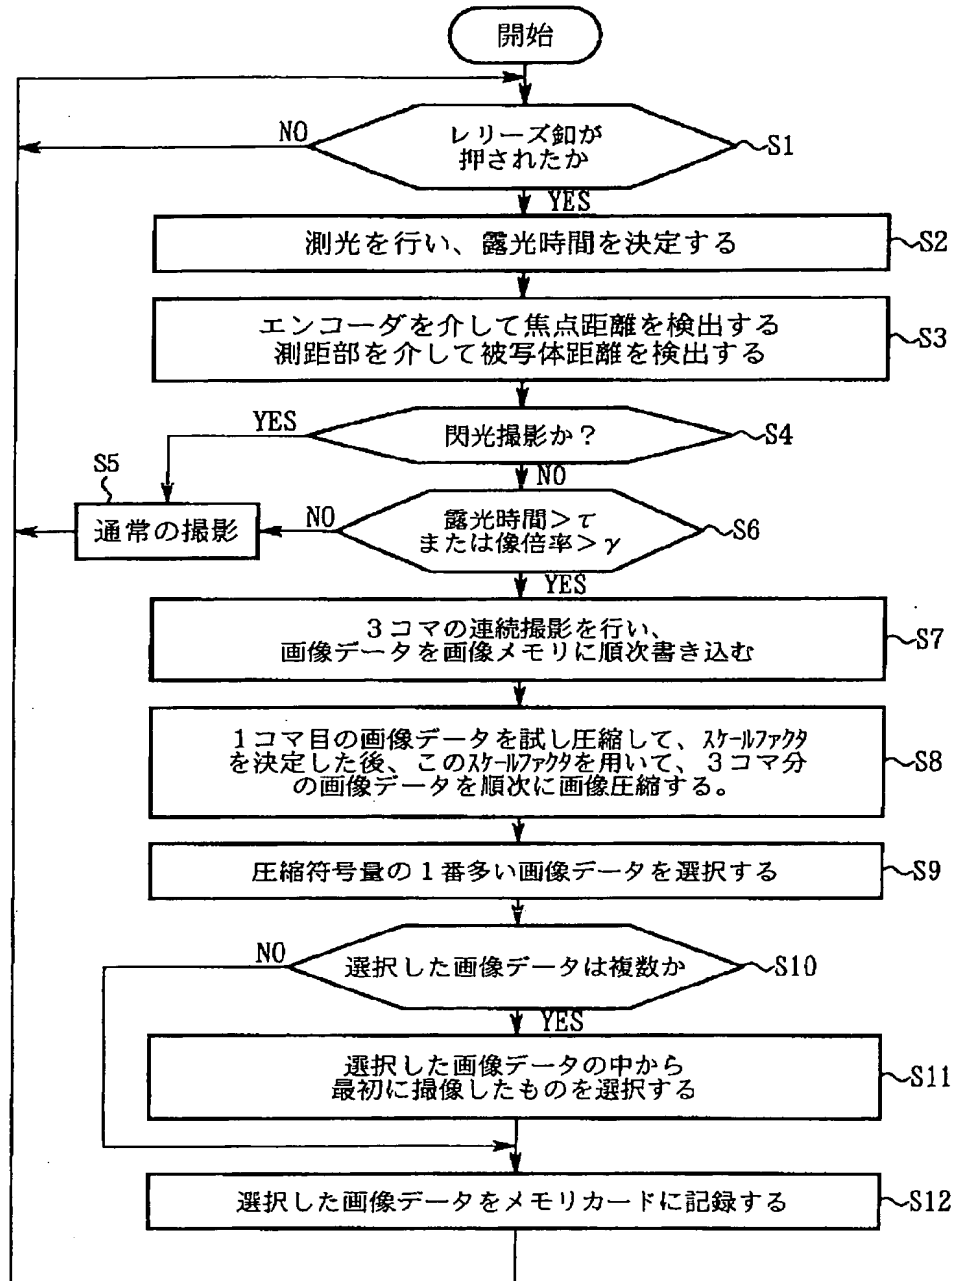 開始
NO
レリーズ釦が
押されたか
S1
YES
測光を行い、露光時間を決定する
S2
エンコーダを介して焦点距離を検出する
測距部を介して被写体距離を検出する
S3
YES
閃光撮影か？
S4
S5
NO
通常の撮影
NO
露光時間＞τ
または像倍率＞γ
S6
YES
３コマの連続撮影を行い、
画像データを画像メモリに順次書き込む
S7
１コマ目の画像データを試し圧縮して、ｽｹｰﾙﾌｧｸﾀ
を決定した後、このｽｹｰﾙﾌｧｸﾀを用いて、３コマ分
の画像データを順次に画像圧縮する。
S8
圧縮符号量の１番多い画像データを選択する
S9
NO
選択した画像データは複数か
S10
YES
選択した画像データの中から
最初に撮像したものを選択する
S11
選択した画像データをメモリカードに記録する
S12